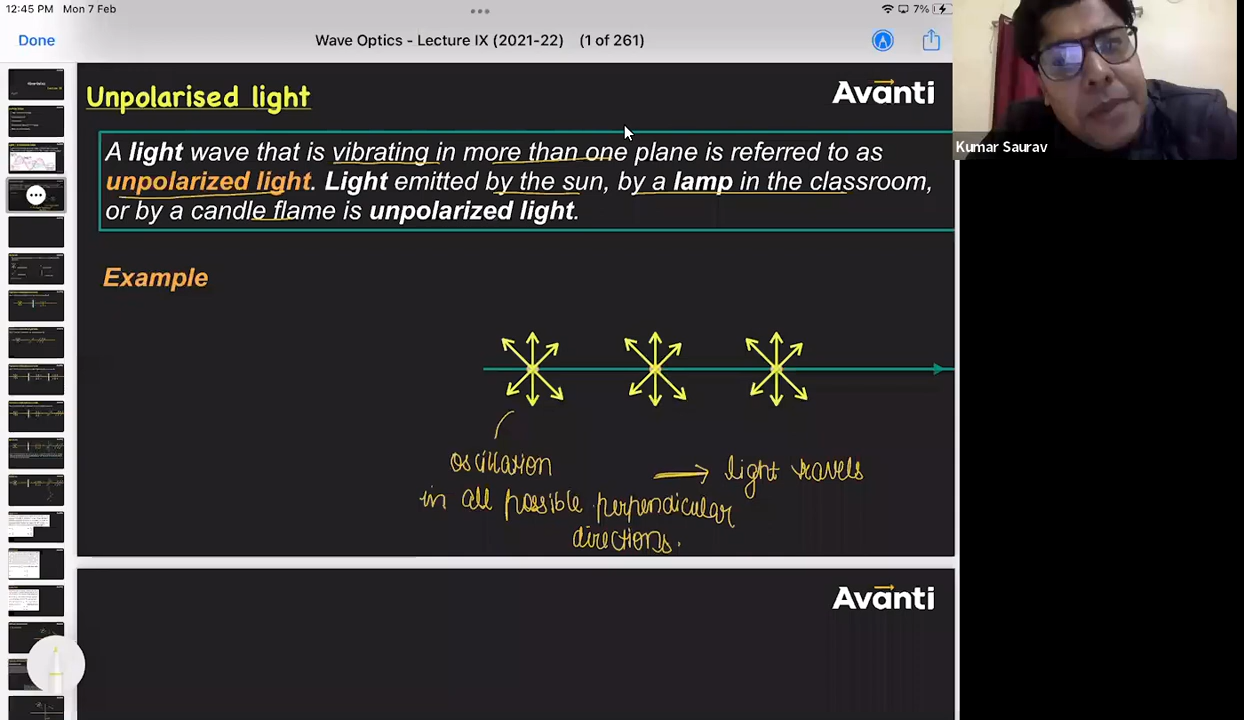 12:45 PM Mon 7 Feb
7%
Done
Wave Optics - Lecture IX (2021-22) (1 of 261)
Unpolarised light
Avanti
Kumar Saurav
A light wave that is vibrating in more than one plane is referred to as
unpolarized light. Light emitted by the sun, by a lamp in the classroom,
or by a candle flame is unpolarized light.
Example
oscillation
in all possible perpendicular
directions.
light travels
Avanti